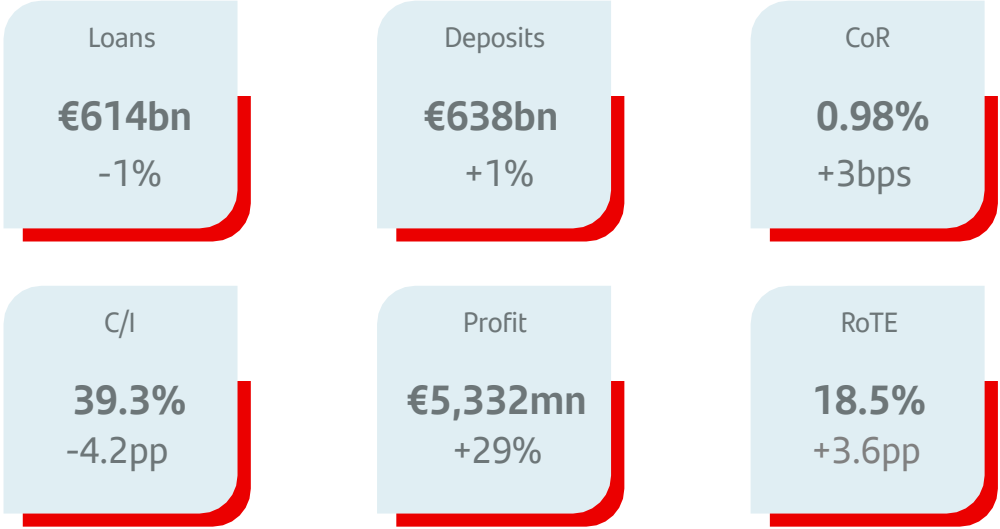 Loans
€614bn
-1%
Deposits
€638bn
+1%
CoR
0.98%
+3bps
C/I
39.3%
-4.2pp
Profit
€5,332mn
+29%
RoTE
18.5%
+3.6pp